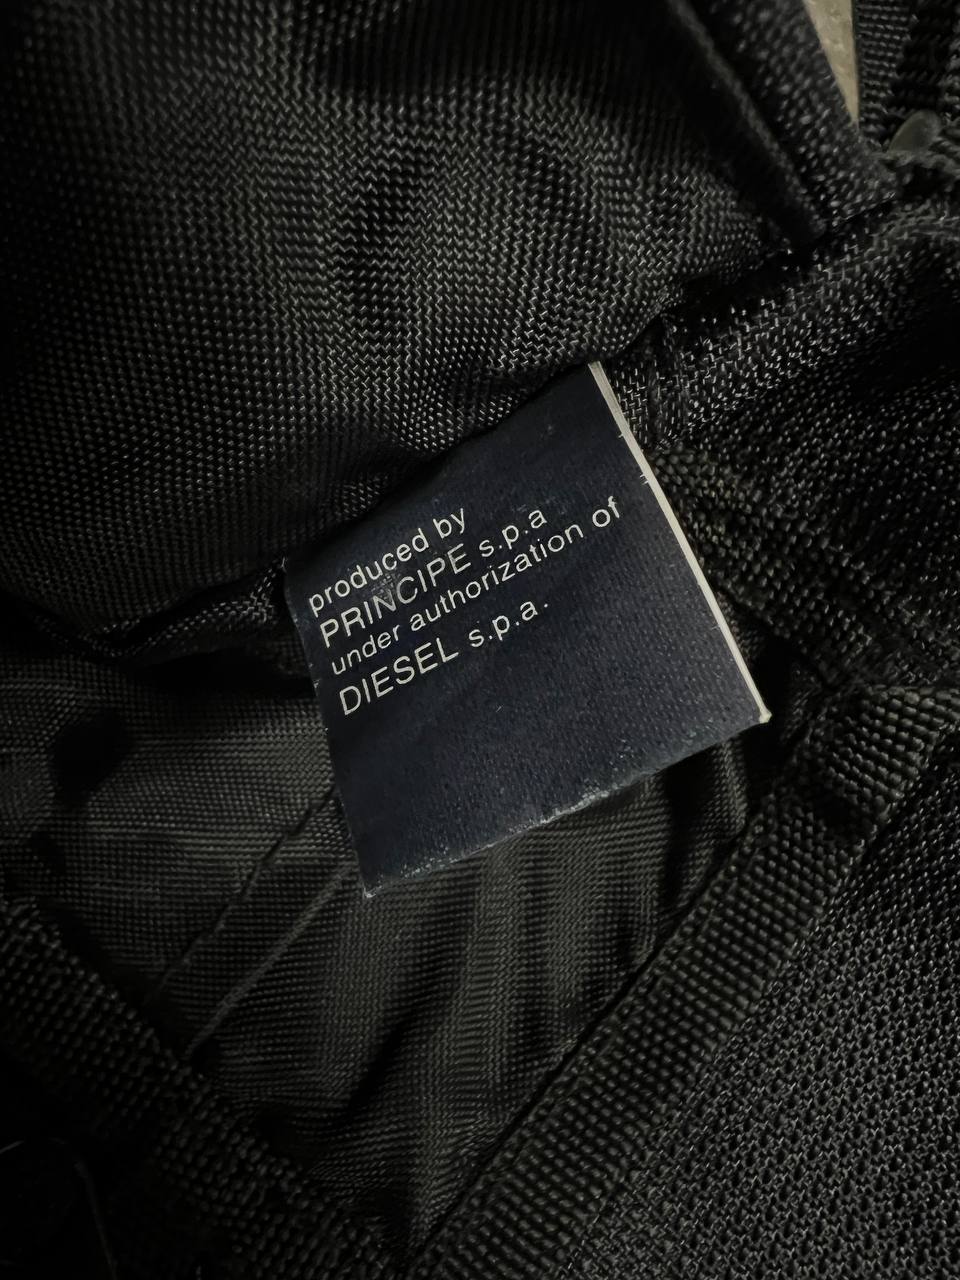 produced by
PRINCIPE s.p.a
under authorization of
DIESEL s.p.a.